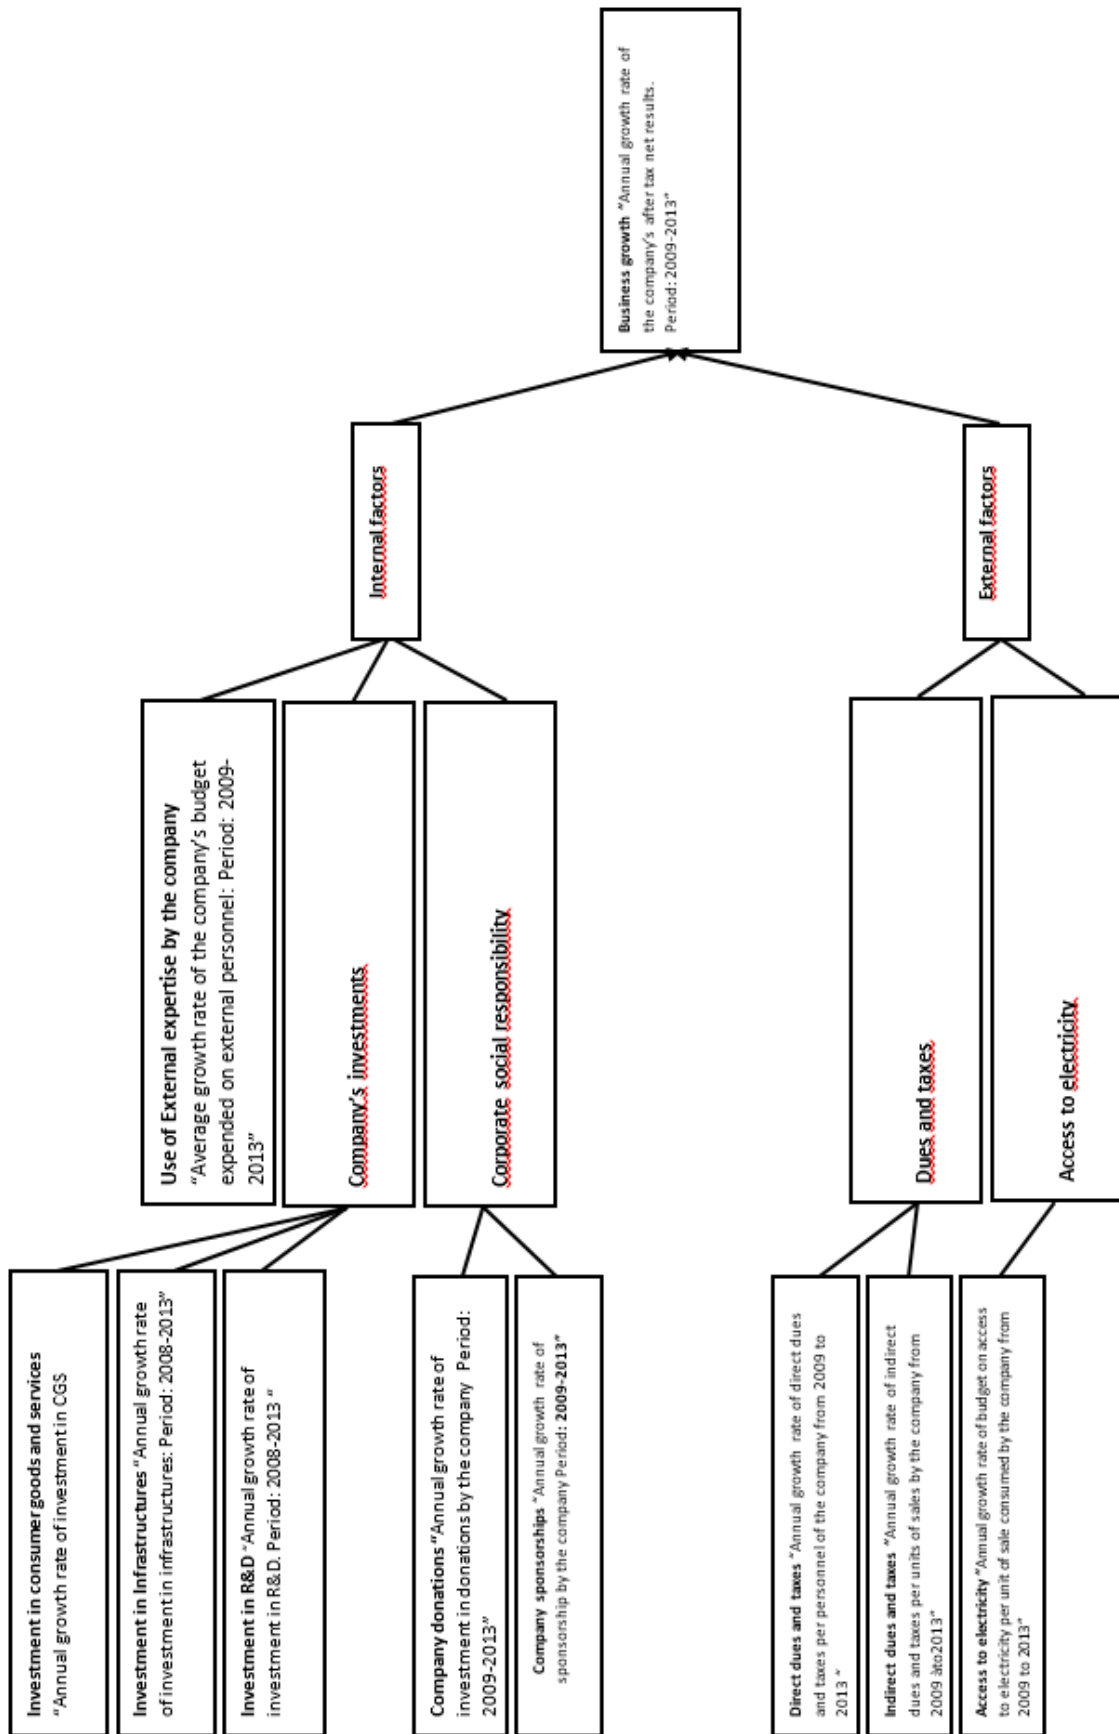 Investment in consumer goods and services
"Annual growth rate of investment in CGS
Investment in Infrastructures "Annual growth rate
of investment in infrastructures: Period: 2008-2013"
Investment in R&D "Annual growth rate of
investment in R&D. Period: 2008-2013 "
Company donations "Annual growth rate of
investment in donations by the company Period:
2009-2013"
Company sponsorships "Annual growth rate of
sponsorship by the company Period: 2009-2013"
Direct dues and taxes "Annual growth rate of direct dues
and taxes per personnel of the company from 2009 to
2013 "
Indirect dues and taxes "Annual growth rate of indirect
dues and taxes per units of sales by the company from
2009 àto2013"
Access to electricity "Annual growth rate of budget on access
to electricity per unit of sale consumed by the company from
2009 to 2013"
Use of External expertise by the company
"Average growth rate of the company's budget
expended on external personnel: Period: 2009-
2013"
Company's investments
Corporate social responsibility
Dues and taxes
Access to electricity
Internal factors
External factors
Business growth "Annual growth rate of
the company's after tax net results.
Period: 2009-2013"